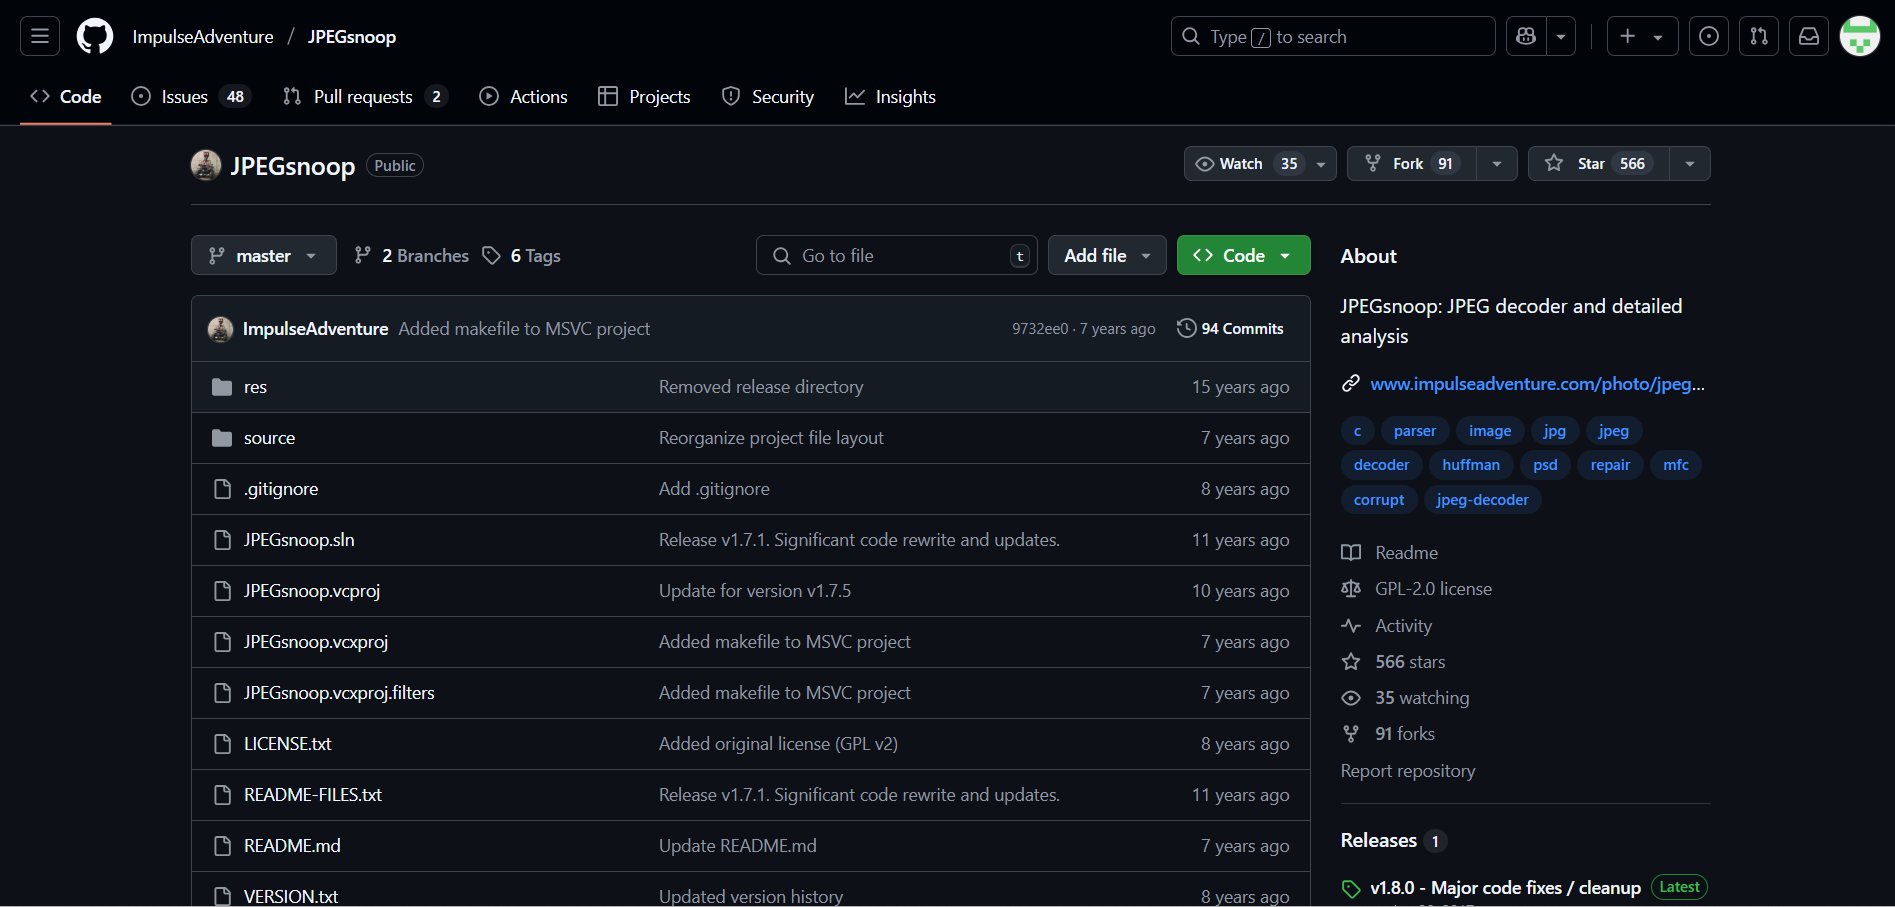 ImpulseAdventure / JPEGsnoop
Type / to search
Code Issues 48 Pull requests 2 Actions Projects Security Insights
JPEGsnoop Public
Watch 35 Fork 91 Star 566
master 2 Branches 6 Tags
Go to file t
Add file
Code
ImpulseAdventure Added makefile to MSVC project 9732ee0 · 7 years ago 94 Commits
res Removed release directory 15 years ago
source Reorganize project file layout 7 years ago
.gitignore Add .gitignore 8 years ago
JPEGsnoop.sln Release v1.7.1. Significant code rewrite and updates. 11 years ago
JPEGsnoop.vcproj Update for version v1.7.5 10 years ago
JPEGsnoop.vcxproj Added makefile to MSVC project 7 years ago
JPEGsnoop.vcxproj.filters Added makefile to MSVC project 7 years ago
LICENSE.txt Added original license (GPL v2) 8 years ago
README-FILES.txt Release v1.7.1. Significant code rewrite and updates. 11 years ago
README.md Update README.md 7 years ago
VERSION.txt Updated version history 8 years ago
About
JPEGsnoop: JPEG decoder and detailed
analysis
www.impulseadventure.com/photo/jpeg...
c parser image jpg jpeg
decoder huffman psd repair mfc
corrupt jpeg-decoder
Readme
GPL-2.0 license
Activity
566 stars
35 watching
91 forks
Report repository
Releases 1
v1.8.0 - Major code fixes / cleanup Latest